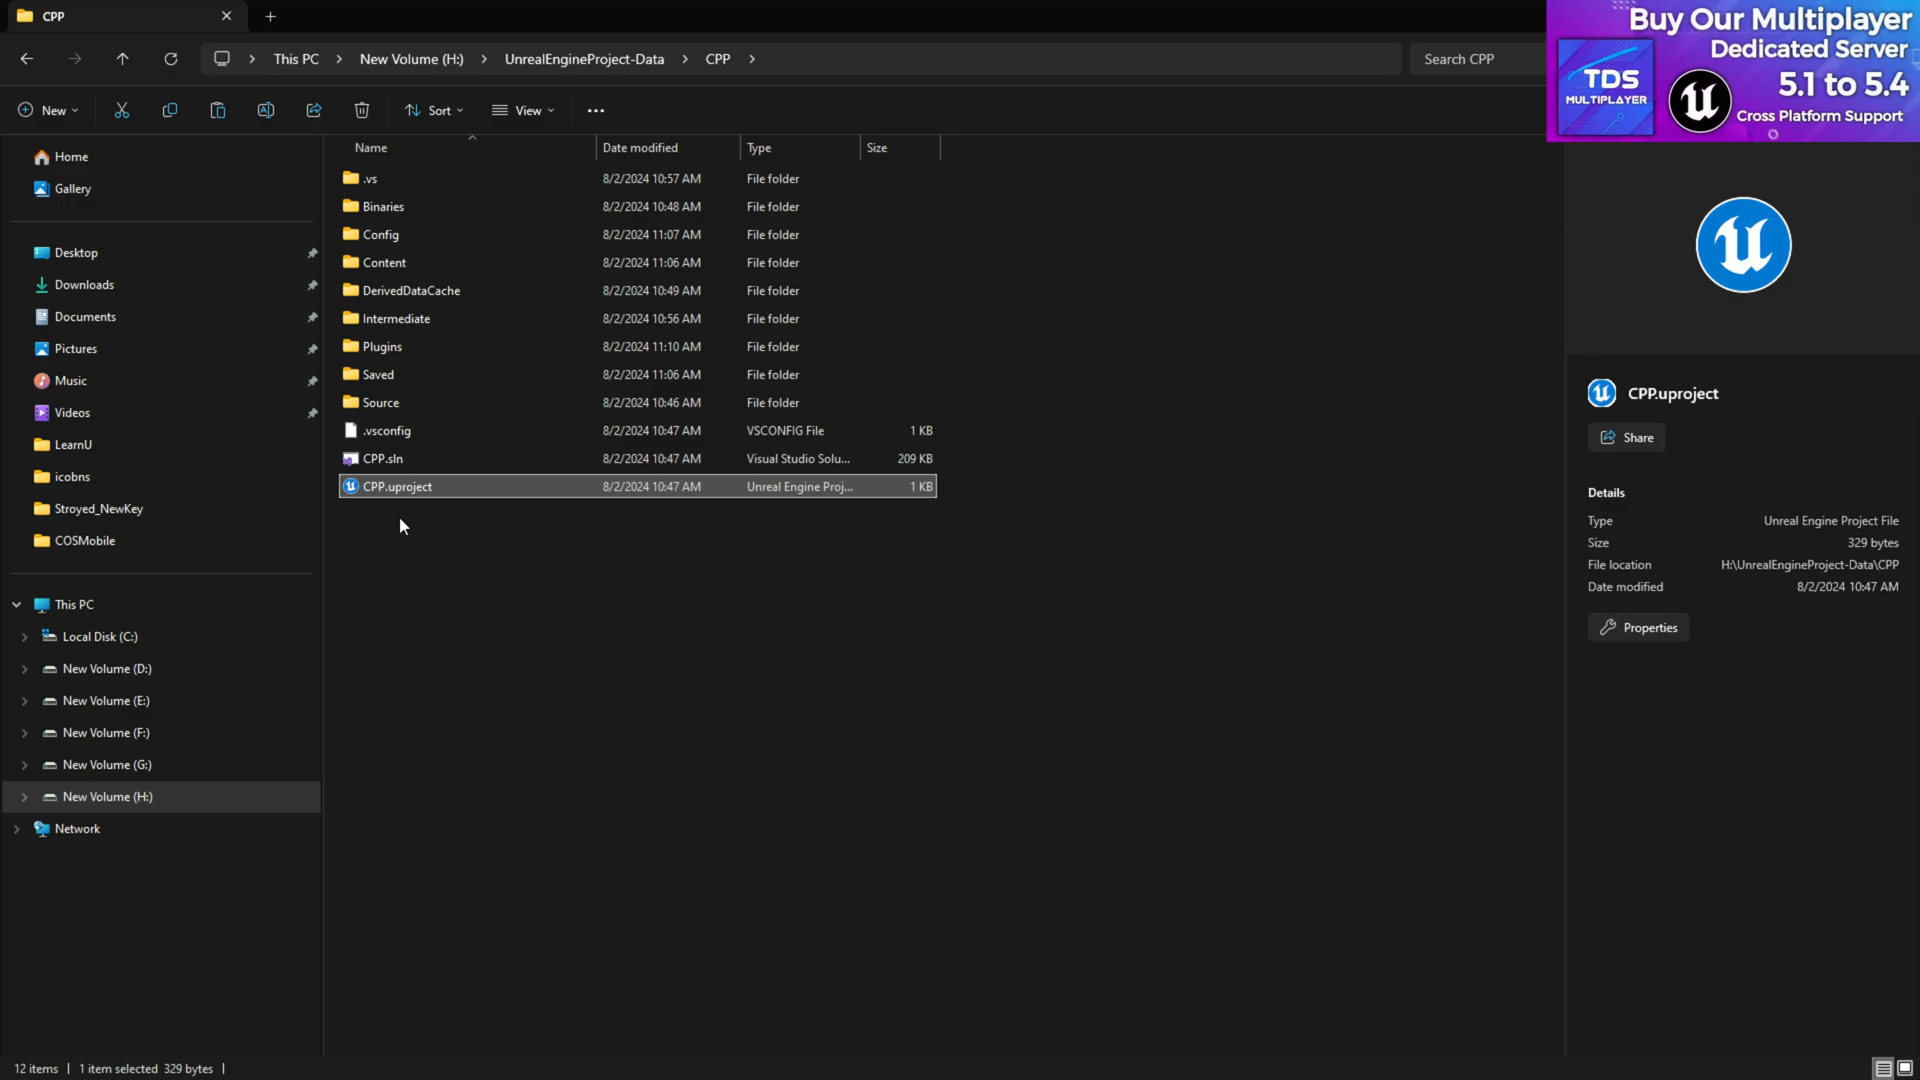 CPP
This PC
New Volume (H:)
UnrealEngineProject-Data
CPP
Search CPP
Buy Our Multiplayer
Dedicated Server
5.1 to 5.4
Cross Platform Support
TDS
MULTIPLAYER
New
Sort
View
Name Date modified Type Size
.vs 8/2/2024 10:57 AM File folder
Binaries 8/2/2024 10:48 AM File folder
Config 8/2/2024 11:07 AM File folder
Content 8/2/2024 11:06 AM File folder
DerivedDataCache 8/2/2024 10:49 AM File folder
Intermediate 8/2/2024 10:56 AM File folder
Plugins 8/2/2024 11:10 AM File folder
Saved 8/2/2024 11:06 AM File folder
Source 8/2/2024 10:46 AM File folder
.vsconfig 8/2/2024 10:47 AM VSCONFIG File 1 KB
CPP.sln 8/2/2024 10:47 AM Visual Studio Solu... 209 KB
CPP.uproject 8/2/2024 10:47 AM Unreal Engine Proj... 1 KB
Home
Gallery
Desktop
Downloads
Documents
Pictures
Music
Videos
LearnU
icobns
Stroyed_NewKey
COSMobile
This PC
Local Disk (C:)
New Volume (D:)
New Volume (E:)
New Volume (F:)
New Volume (G:)
New Volume (H:)
Network
CPP.uproject
Share
Details
Type Unreal Engine Project File
Size 329 bytes
File location H:\UnrealEngineProject-Data\CPP
Date modified 8/2/2024 10:47 AM
Properties
12 items | 1 item selected 329 bytes |